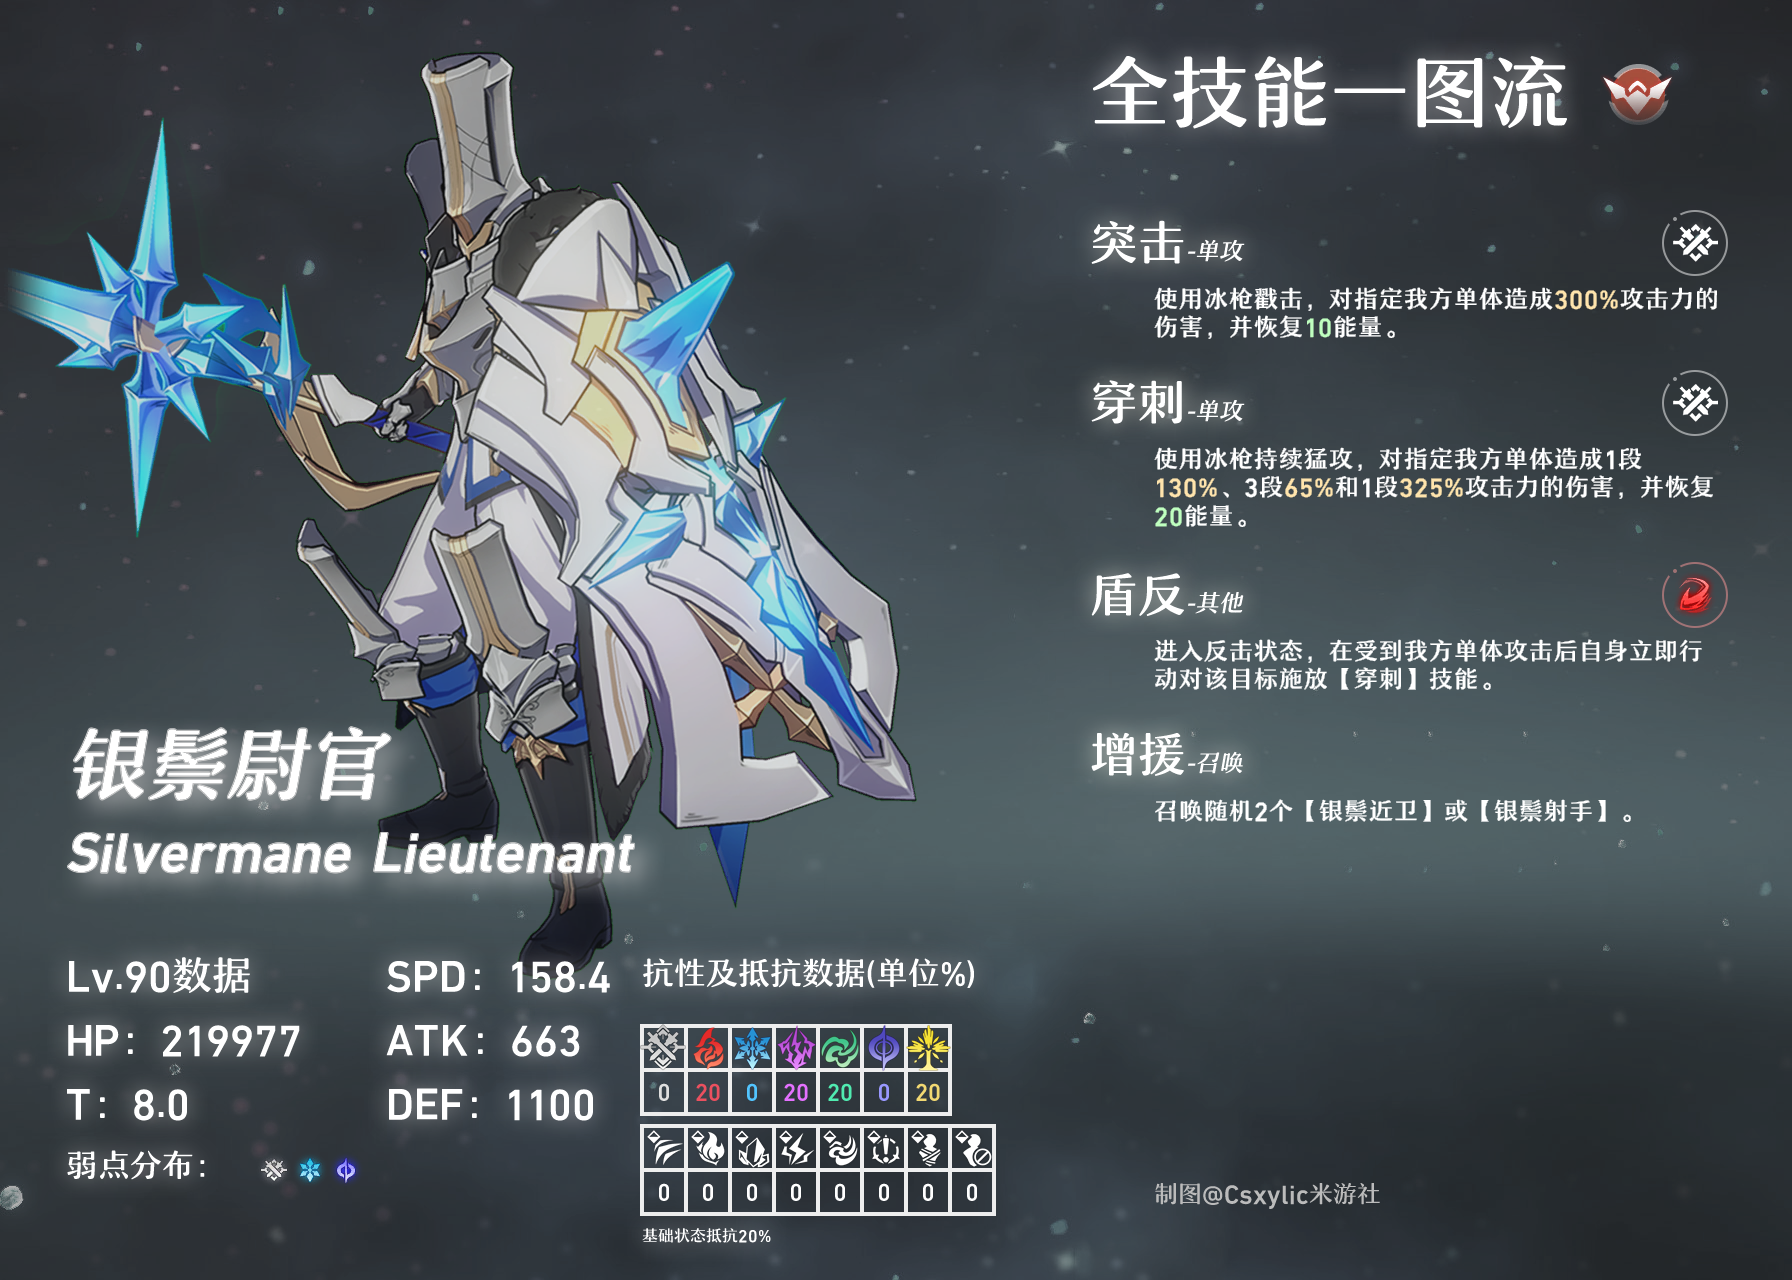 全技能一图流
突击-单攻
使用冰枪戳击，对指定我方单体造成300%攻击力的
伤害，并恢复10能量。
穿刺-单攻
使用冰枪持续猛攻，对指定我方单体造成1段
130%、3段65%和1段325%攻击力的伤害，并恢复
20能量。
盾反-其他
进入反击状态，在受到我方单体攻击后自身立即行
动对该目标施放【穿刺】技能。
增援-召唤
召唤随机2个【银鬃近卫】或【银鬃射手】。
银鬃尉官
Silvermane Lieutenant
Lv.90数据
SPD： 158.4
HP： 219977
ATK： 663
T： 8.0
DEF： 1100
弱点分布：
抗性及抵抗数据(单位%)
0 20 0 20 20 0 20
0 0 0 0 0 0 0 0
基础状态抵抗20%
制图@Csxylic米游社